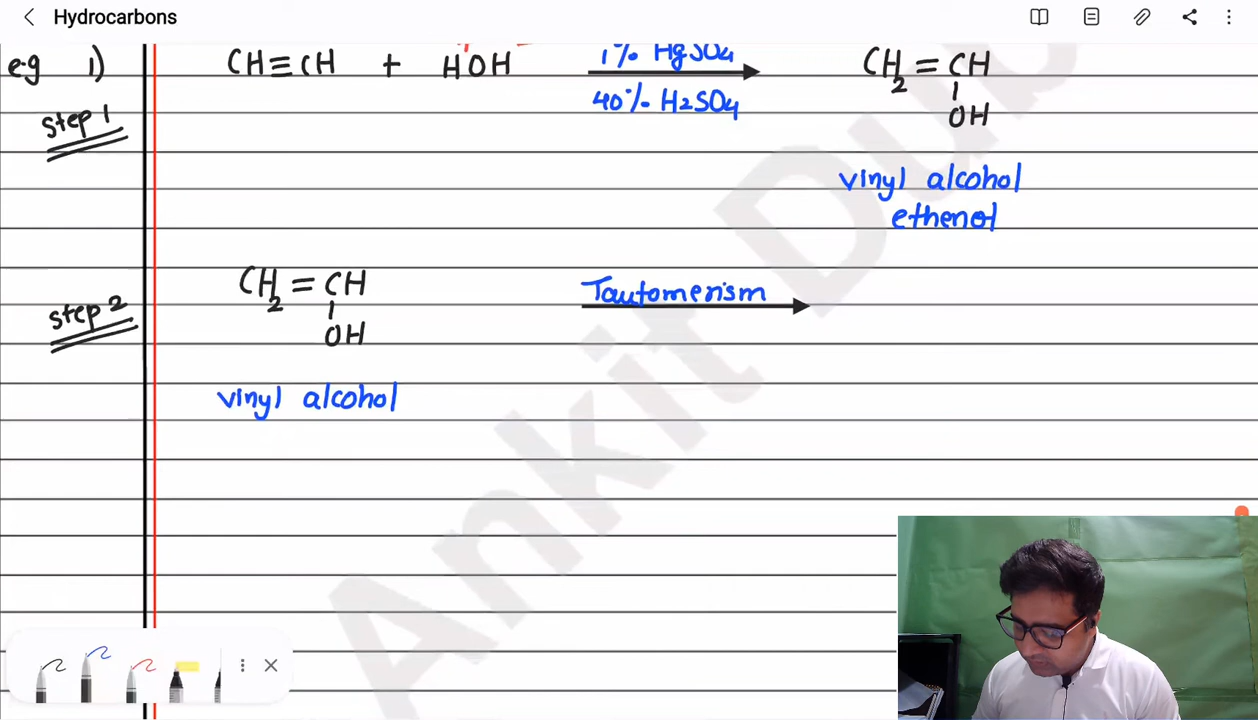 Hydrocarbons
e.g 1) CH≡CH + HOH 1% HgSO4 CH2=CH
40% H2SO4 OH
step 1
vinyl alcohol
ethenol
step 2 CH2=CH Tautomerism
OH
vinyl alcohol
Ankit Dub